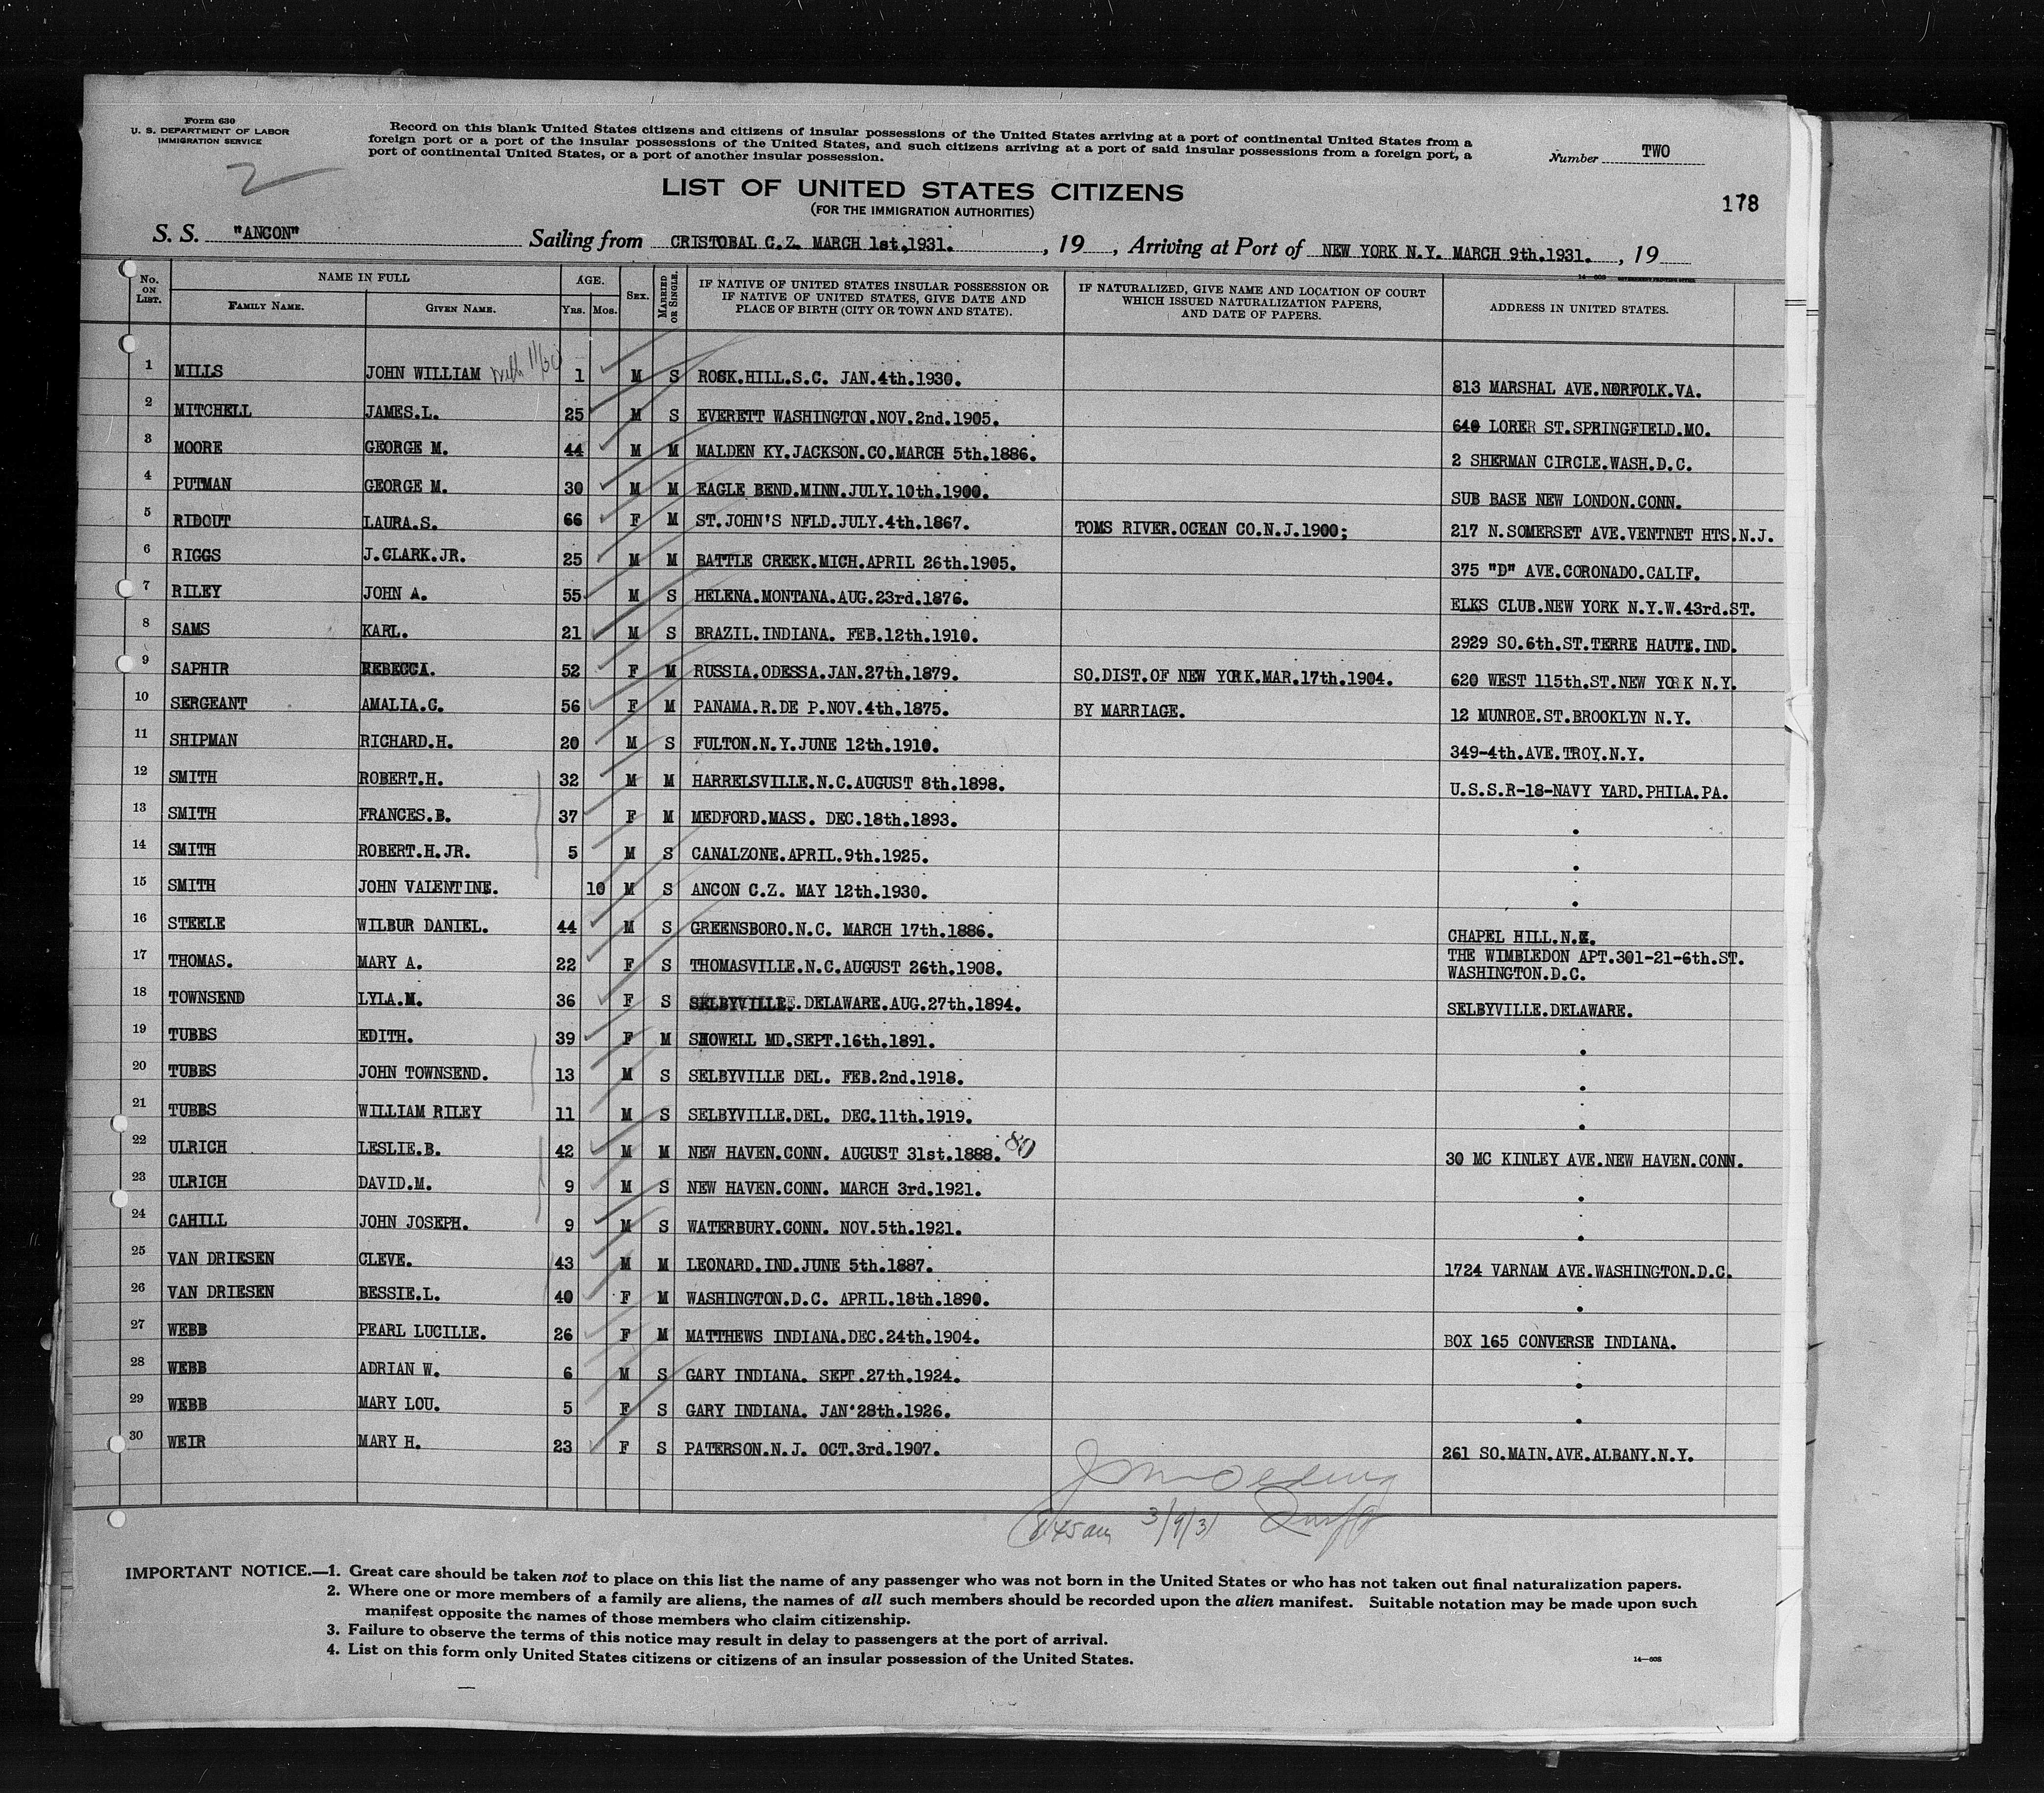 Form 630
U. S. DEPARTMENT OF LABOR
IMMIGRATION SERVICE
2
Record on this blank United States citizens and citizens of insular possessions of the United States arriving at a port of continental United States from a
foreign port or a port of the insular possessions of the United States, and such citizens arriving at a port of said insular possessions from a foreign port, a
port of continental United States, or a port of another insular possession.
Number TWO
LIST OF UNITED STATES CITIZENS
(FOR THE IMMIGRATION AUTHORITIES)
178
S. S. "ANCON" Sailing from CRISTOBAL C.Z. MARCH 1st,1931. , 19 , Arriving at Port of NEW YORK N.Y. MARCH 9th.1931. , 19
No. ON LIST. NAME IN FULL FAMILY NAME. GIVEN NAME. AGE. YRS. MOS. SEX. MARRIED OR SINGLE. IF NATIVE OF UNITED STATES INSULAR POSSESSION OR IF NATIVE OF UNITED STATES, GIVE DATE AND PLACE OF BIRTH (CITY OR TOWN AND STATE). IF NATURALIZED, GIVE NAME AND LOCATION OF COURT WHICH ISSUED NATURALIZATION PAPERS, AND DATE OF PAPERS. ADDRESS IN UNITED STATES.
1 MILLS JOHN WILLIAM with 11/30 1 M S ROCK.HILL.S.C. JAN.4th.1930. 813 MARSHAL AVE.NORFOLK.VA.
2 MITCHELL JAMES.L. 25 M S EVERETT WASHINGTON.NOV.2nd.1905. 640 LORER ST.SPRINGFIELD.MO.
3 MOORE GEORGE M. 44 M M MALDEN KY.JACKSON.CO.MARCH 5th.1886. 2 SHERMAN CIRCLE.WASH.D.C.
4 PUTMAN GEORGE M. 30 M M EAGLE BEND.MINN.JULY.10th.1900. SUB BASE NEW LONDON.CONN.
5 RIDOUT LAURA.S. 66 F M ST.JOHN'S NFLD.JULY.4th.1867. TOMS RIVER.OCEAN CO.N.J.1900; 217 N.SOMERSET AVE.VENTNET HTS.N.J.
6 RIGGS J.CLARK.JR. 25 M M BATTLE CREEK.MICH.APRIL 26th.1905. 375 "D" AVE.CORONADO.CALIF.
7 RILEY JOHN A. 55 M S HELENA.MONTANA.AUG.23rd.1876. ELKS CLUB.NEW YORK N.Y.W.43rd.ST.
8 SAMS KARL. 21 M S BRAZIL.INDIANA. FEB.12th.1910. 2929 SO.6th.ST.TERRE HAUTE.IND.
9 SAPHIR REBECCA. 52 F M RUSSIA.ODESSA.JAN.27th.1879. SO.DIST.OF NEW YORK.MAR.17th.1904. 620 WEST 115th.ST.NEW YORK N.Y.
10 SERGEANT AMALIA.C. 56 F M PANAMA.R.DE P.NOV.4th.1875. BY MARRIAGE. 12 MUNROE.ST.BROOKLYN N.Y.
11 SHIPMAN RICHARD.H. 20 M S FULTON.N.Y.JUNE 12th.1910. 349-4th.AVE.TROY.N.Y.
12 SMITH ROBERT.H. 32 M M HARRELSVILLE.N.C.AUGUST 8th.1898. U.S.S.R-18-NAVY YARD.PHILA.PA.
13 SMITH FRANCES.B. 37 F M MEDFORD.MASS. DEC.18th.1893. :
14 SMITH ROBERT.H.JR. 5 M S CANALZONE.APRIL.9th.1925. :
15 SMITH JOHN VALENTINE. 10 M S ANCON C.Z. MAY 12th.1930. :
16 STEELE WILBUR DANIEL. 44 M S GREENSBORO.N.C. MARCH 17th.1886. CHAPEL HILL.N.
17 THOMAS. MARY A. 22 F S THOMASVILLE.N.C.AUGUST 26th.1908. THE WIMBLEDON APT.301-21-6th.ST. WASHINGTON.D.C.
18 TOWNSEND LYLA.M. 36 F S SELBYVILLE. DELAWARE.AUG.27th.1894. SELBYVILLE.DELAWARE.
19 TUBBS EDITH. 39 F M SHOWELL MD.SEPT.16th.1891. :
20 TUBBS JOHN TOWNSEND. 13 M S SELBYVILLE DEL. FEB.2nd.1918. :
21 TUBBS WILLIAM RILEY 11 M S SELBYVILLE.DEL. DEC.11th.1919. :
22 ULRICH LESLIE.B. 42 M M NEW HAVEN.CONN. AUGUST 31st.1888. 80 30 MC KINLEY AVE.NEW HAVEN.CONN.
23 ULRICH DAVID.M. 9 M S NEW HAVEN.CONN. MARCH 3rd.1921. :
24 CAHILL JOHN JOSEPH. 9 M S WATERBURY.CONN. NOV.5th.1921. :
25 VAN DRIESEN CLEVE. 43 M M LEONARD.IND.JUNE 5th.1887. 1724 VARNAM AVE.WASHINGTON.D.C.
26 VAN DRIESEN BESSIE.L. 40 F M WASHINGTON.D.C. APRIL.18th.1890. :
27 WEBB PEARL LUCILLE. 26 F M MATTHEWS INDIANA.DEC.24th.1904. BOX 165 CONVERSE INDIANA.
28 WEBB ADRIAN W. 6 M S GARY INDIANA. SEPT.27th.1924. :
29 WEBB MARY LOU. 5 F S GARY INDIANA. JAN'28th.1926. :
30 WEIR MARY H. 23 F S PATERSON.N.J. OCT.3rd.1907. 261 SO.MAIN.AVE.ALBANY.N.Y.
8:45 am 3/9/31
IMPORTANT NOTICE.—1. Great care should be taken not to place on this list the name of any passenger who was not born in the United States or who has not taken out final naturalization papers.
2. Where one or more members of a family are aliens, the names of all such members should be recorded upon the alien manifest. Suitable notation may be made upon such
manifest opposite the names of those members who claim citizenship.
3. Failure to observe the terms of this notice may result in delay to passengers at the port of arrival.
4. List on this form only United States citizens or citizens of an insular possession of the United States.
14—608